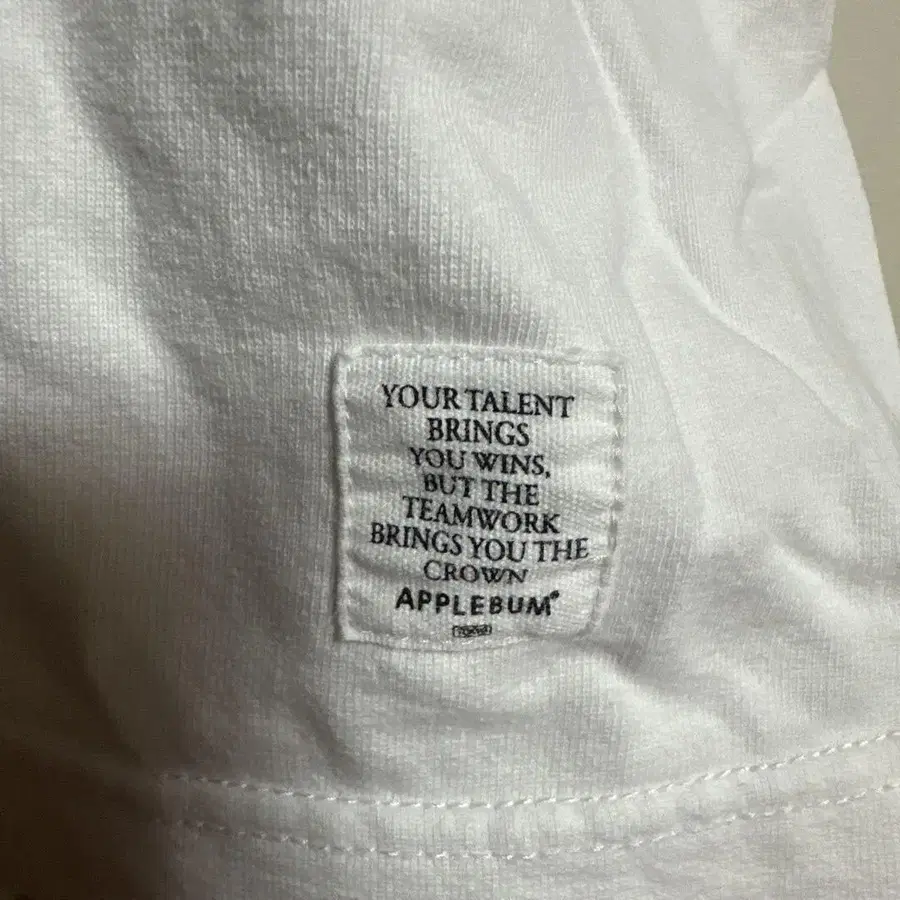 YOUR TALENT
BRINGS
YOU WINS,
BUT THE
TEAMWORK
BRINGS YOU THE
CROWN
APPLEBUM®